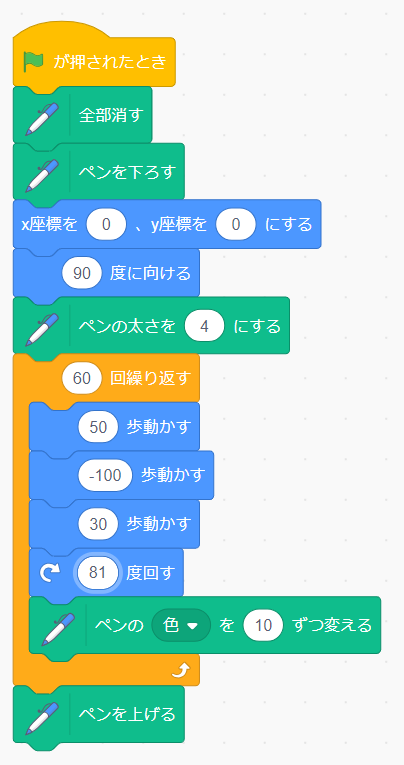 が押されたとき
全部消す
ペンを下ろす
x座標を 0 、y座標を 0 にする
90 度に向ける
ペンの太さを 4 にする
60 回繰り返す
50 歩動かす
-100 歩動かす
30 歩動かす
81 度回す
ペンの 色 を 10 ずつ変える
ペンを上げる